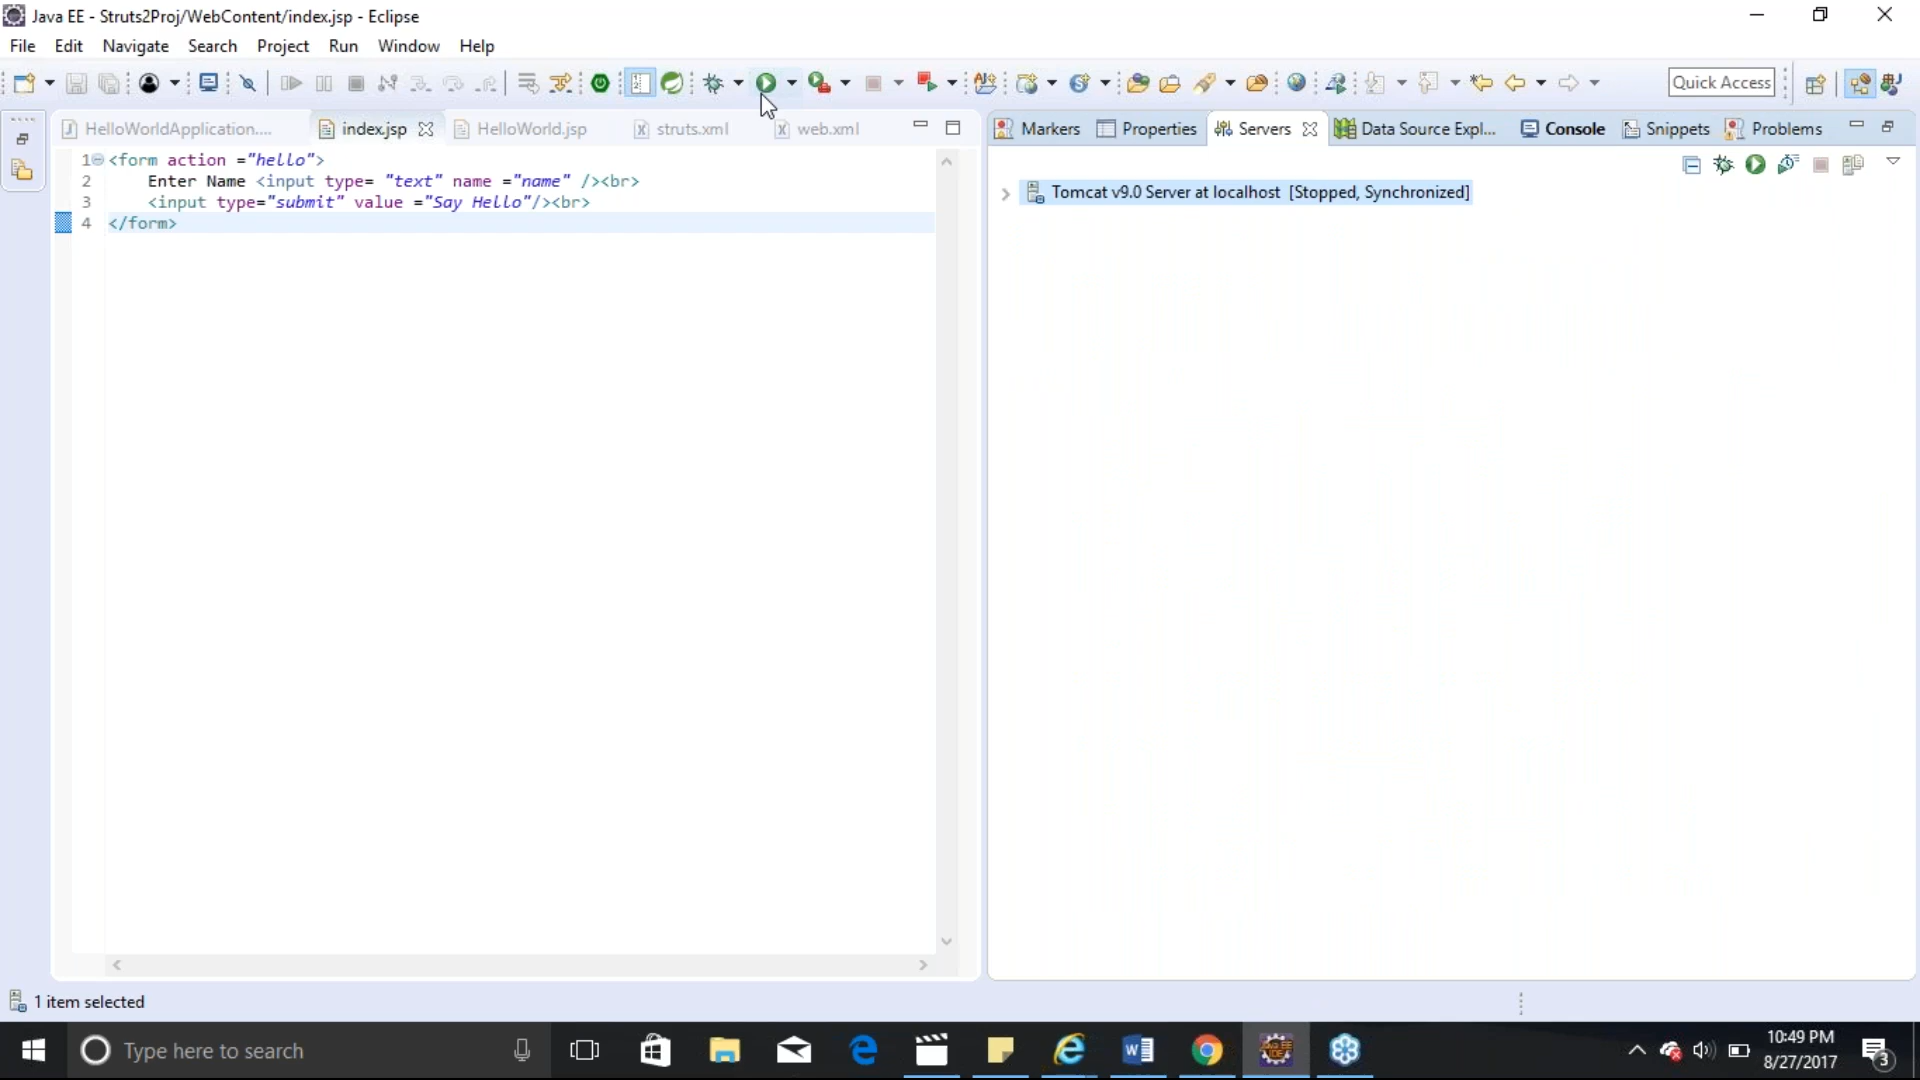 Java EE - Struts2Proj/WebContent/index.jsp - Eclipse
File Edit Navigate Search Project Run Window Help
Quick Access
HelloWorldApplication.... index.jsp HelloWorld.jsp struts.xml web.xml
Markers Properties Servers Data Source Expl... Console Snippets Problems
1 <form action ="hello">
2 Enter Name <input type= "text" name ="name" /><br>
3 <input type="submit" value ="Say Hello"/><br>
4 </form>
Tomcat v9.0 Server at localhost [Stopped, Synchronized]
1 item selected
Type here to search
10:49 PM
8/27/2017
3